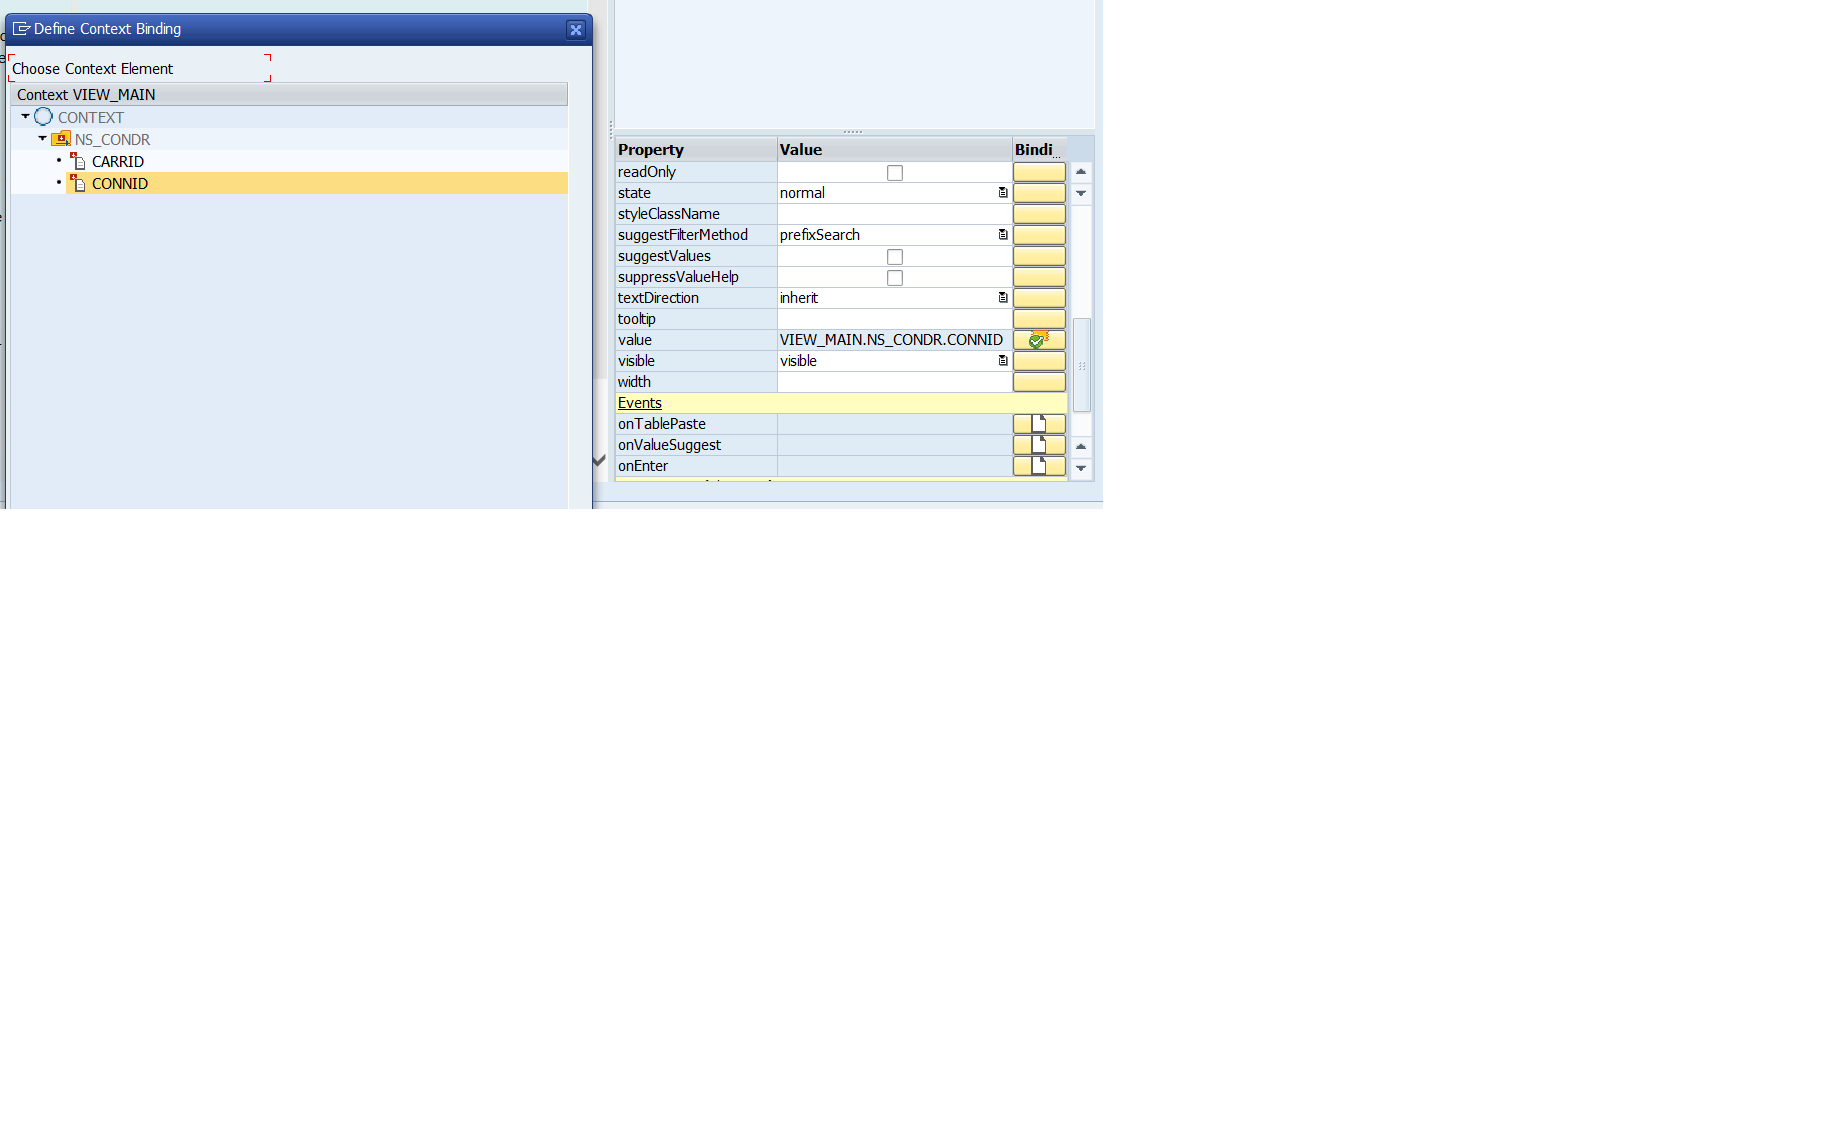 Define Context Binding
Choose Context Element
Context VIEW_MAIN
CONTEXT
NS_CONDR
CARRID
CONNID
Property Value Bindi...
readOnly
state normal
styleClassName
suggestFilterMethod prefixSearch
suggestValues
suppressValueHelp
textDirection inherit
tooltip
value VIEW_MAIN.NS_CONDR.CONNID
visible visible
width
Events
onTablePaste
onValueSuggest
onEnter